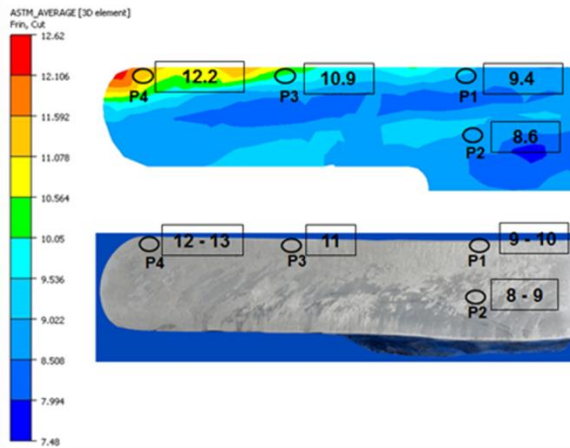 ASTM_AVERAGE [3D element]
Frin, Cut
12.62
12.106
11.592
11.078
10.564
10.05
9.536
9.022
8.508
7.994
7.48
12.2
10.9
9.4
P4
P3
P1
8.6
P2
12 - 13
11
9 - 10
P4
P3
P1
8 - 9
P2